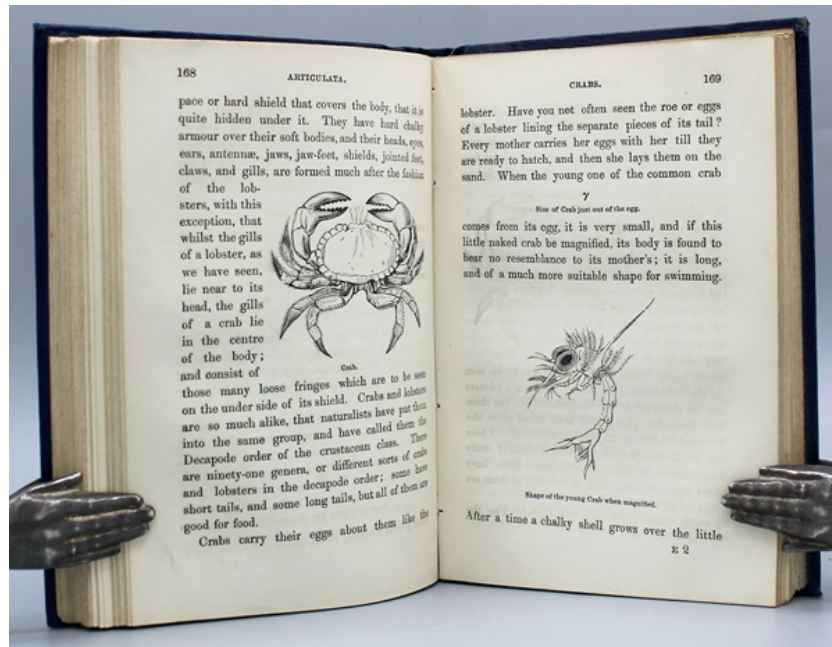 168
ARTICULATA.
pace or hard shield that covers the body, that it is
quite hidden under it. They have hard chalky
armour over their soft bodies, and their heads, eyes,
ears, antennæ, jaws, jaw-feet, shields, jointed feet,
claws, and gills, are formed much after the fashion
of the lob-
sters, with this
exception, that
whilst the gills
of a lobster, as
we have seen,
lie near to its
head, the gills
of a crab lie
in the centre
of the body;
and consist of
Crab.
those many loose fringes which are to be seen
on the under side of its shield. Crabs and lobsters
are so much alike, that naturalists have put them
into the same group, and have called them the
Decapode order of the crustacean class. There
are ninety-one genera, or different sorts of crabs
and lobsters in the decapode order; some have
short tails, and some long tails, but all of them are
good for food.
Crabs carry their eggs about them like the
CRABS.
169
lobster. Have you not often seen the roe or eggs
of a lobster lining the separate pieces of its tail?
Every mother carries her eggs with her till they
are ready to hatch, and then she lays them on the
sand. When the young one of the common crab
Size of Crab just out of the egg.
comes from its egg, it is very small, and if this
little naked crab be magnified, its body is found to
bear no resemblance to its mother's; it is long,
and of a much more suitable shape for swimming.
Shape of the young Crab when magnified.
After a time a chalky shell grows over the little
E 2